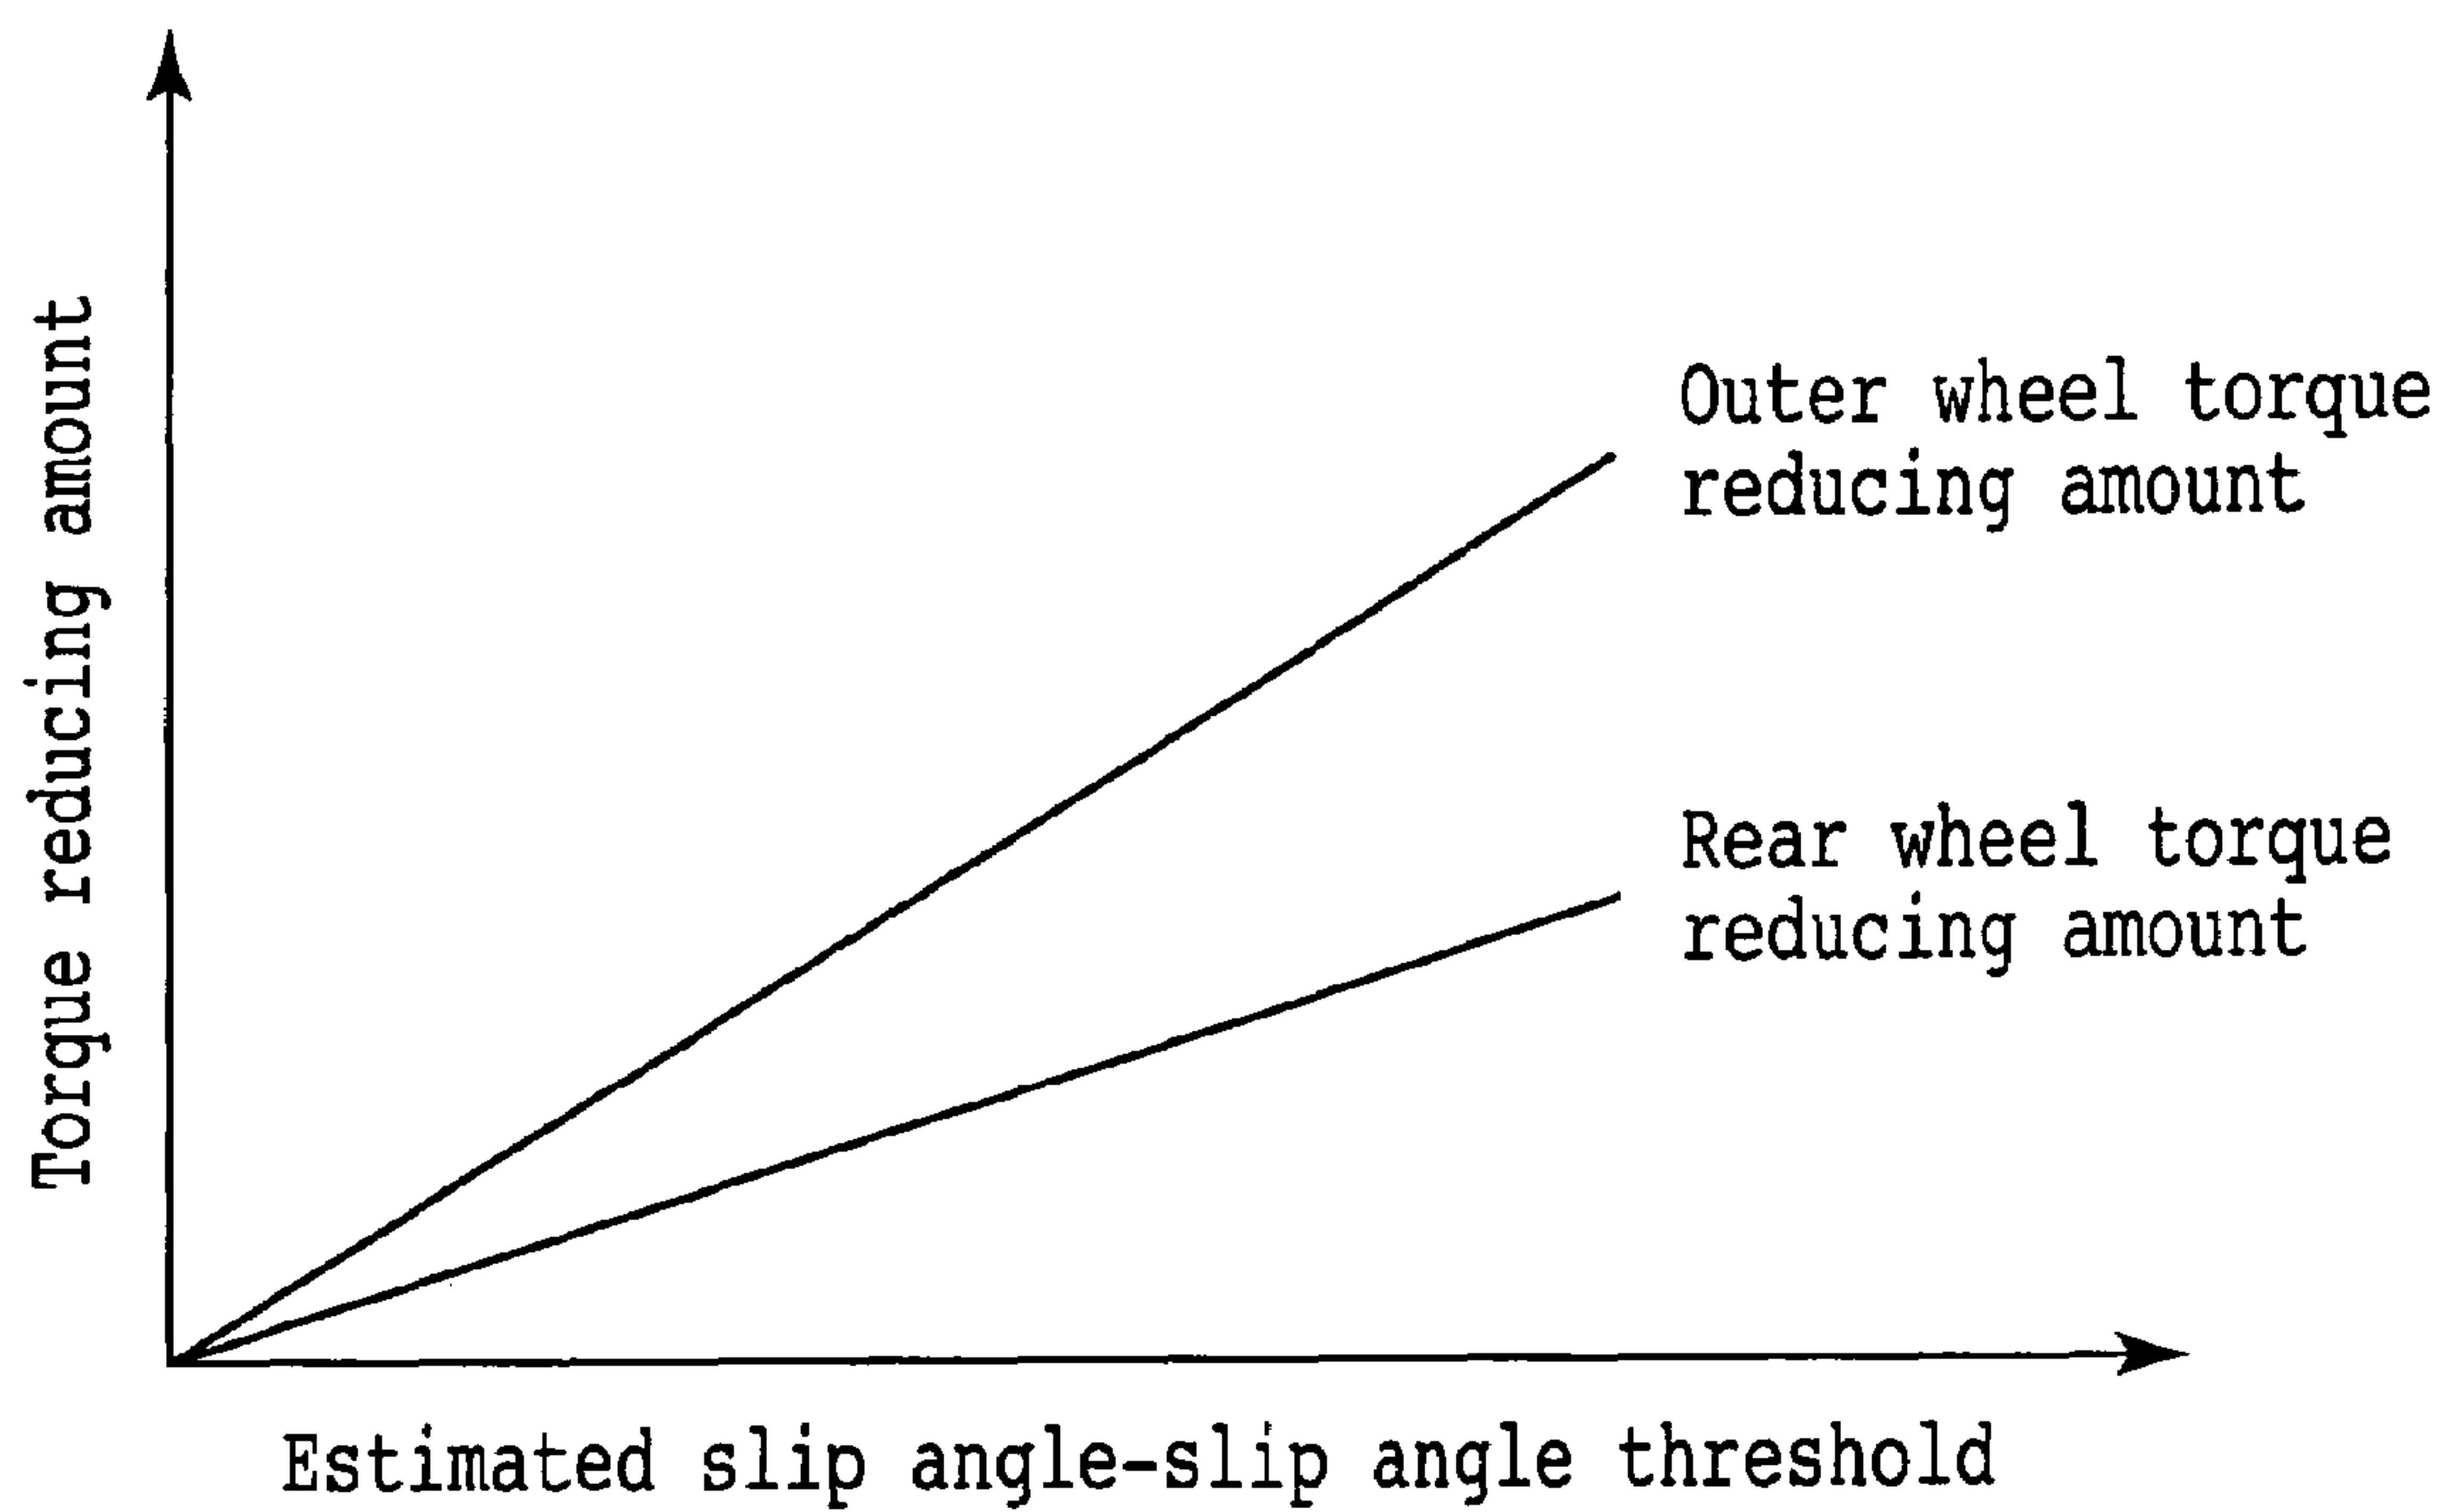 Torque reducing amount
Outer wheel torque
reducing amount
Rear wheel torque
reducing amount
Estimated slip angle-slip angle threshold